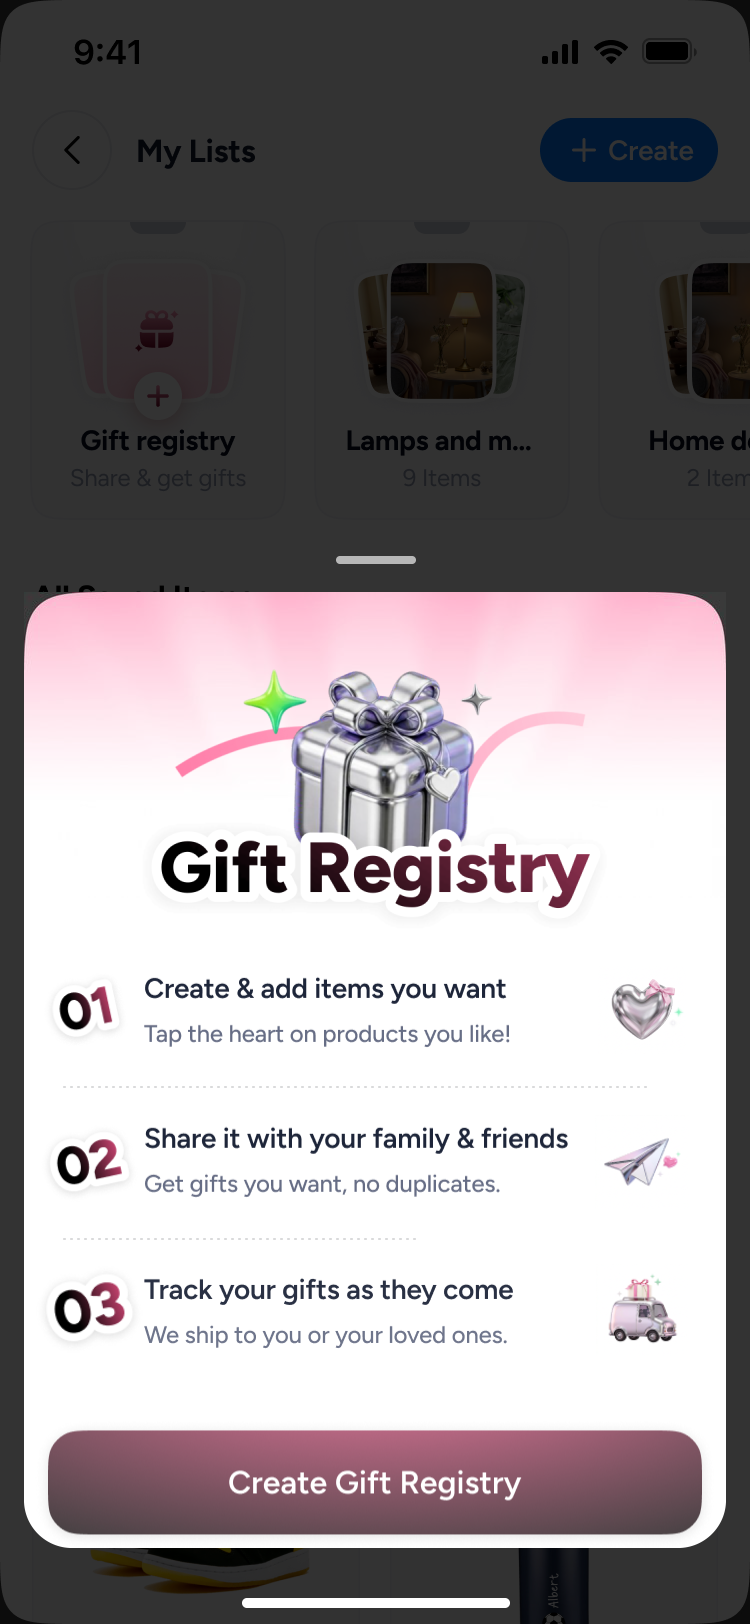 9:41
My Lists
+ Create
Gift registry
Share & get gifts
Lamps and m...
9 Items
Home
2
Gift Registry
01
Create & add items you want
Tap the heart on products you like!
02
Share it with your family & friends
Get gifts you want, no duplicates.
03
Track your gifts as they come
We ship to you or your loved ones.
Create Gift Registry
Albert